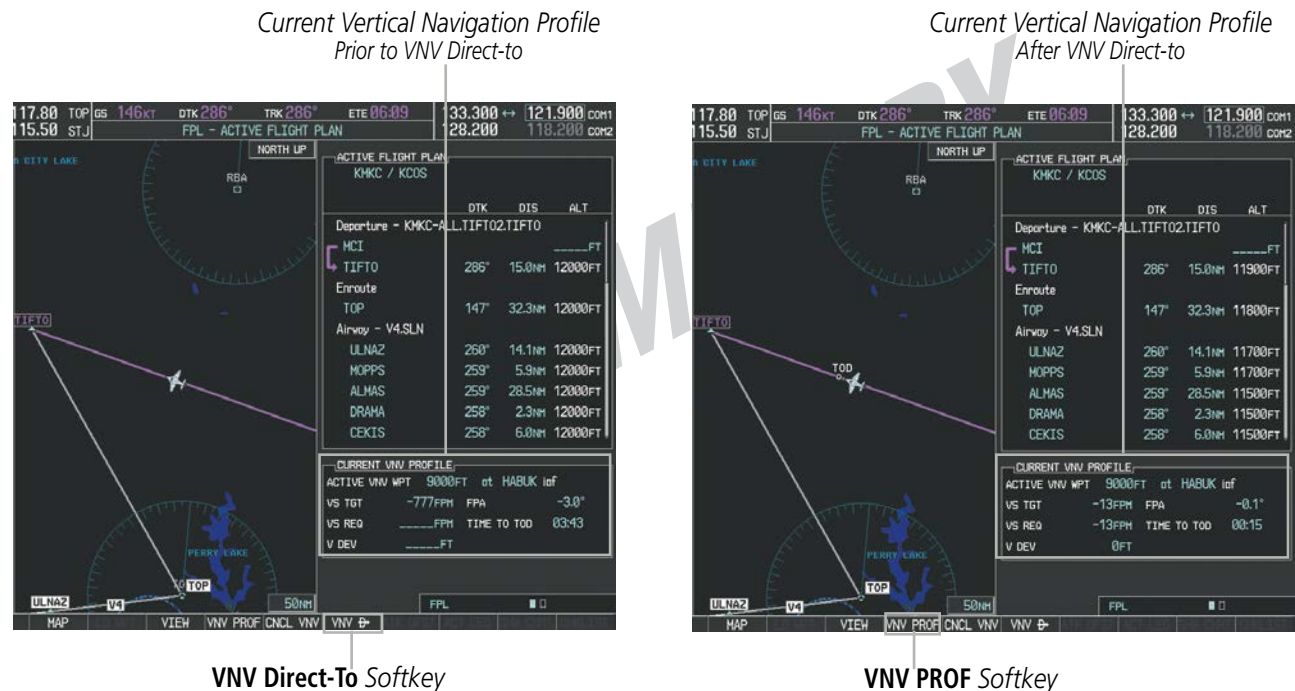 Current Vertical Navigation Profile
Prior to VNV Direct-to
117.80 TOP GS 146KT DTK 286° TRK 286° ETE 06:09 133.300 ↔ 121.900 COM1
115.50 STJ FPL - ACTIVE FLIGHT PLAN 128.200 118.200 COM2
CITY LAKE
NORTH UP
RBA
TIFTO
PERRY LAKE
TOP
ULNAZ V4
50NM
ACTIVE FLIGHT PLAN
KMKC / KCOS
DTK DIS ALT
Departure - KMKC-ALL.TIFTO2.TIFTO
MCI _____FT
TIFTO 286° 15.0NM 12000FT
Enroute
TOP 147° 32.3NM 12000FT
Airway - V4.SLN
ULNAZ 260° 14.1NM 12000FT
MOPPS 259° 5.9NM 12000FT
ALMAS 259° 28.5NM 12000FT
DRAMA 258° 2.3NM 12000FT
CEKIS 258° 6.0NM 12000FT
CURRENT VNV PROFILE
ACTIVE VNV WPT 9000FT at HABUK iaf
VS TGT -777FPM FPA -3.0°
VS REQ _____FPM TIME TO TOD 03:43
V DEV _____FT
FPL
MAP VIEW VNV PROF CNCL VNV VNV
VNV Direct-To Softkey
Current Vertical Navigation Profile
After VNV Direct-to
117.80 TOP GS 146KT DTK 286° TRK 286° ETE 06:09 133.300 ↔ 121.900 COM1
115.50 STJ FPL - ACTIVE FLIGHT PLAN 128.200 118.200 COM2
CITY LAKE
NORTH UP
RBA
TIFTO
TOD
PERRY LAKE
TOP
ULNAZ V4
50NM
ACTIVE FLIGHT PLAN
KMKC / KCOS
DTK DIS ALT
Departure - KMKC-ALL.TIFTO2.TIFTO
MCI _____FT
TIFTO 286° 15.0NM 11900FT
Enroute
TOP 147° 32.3NM 11800FT
Airway - V4.SLN
ULNAZ 260° 14.1NM 11700FT
MOPPS 259° 5.9NM 11700FT
ALMAS 259° 28.5NM 11500FT
DRAMA 258° 2.3NM 11500FT
CEKIS 258° 6.0NM 11500FT
CURRENT VNV PROFILE
ACTIVE VNV WPT 9000FT at HABUK iaf
VS TGT -13FPM FPA -0.1°
VS REQ -13FPM TIME TO TOD 00:15
V DEV 0FT
FPL
MAP VIEW VNV PROF CNCL VNV VNV
VNV PROF Softkey